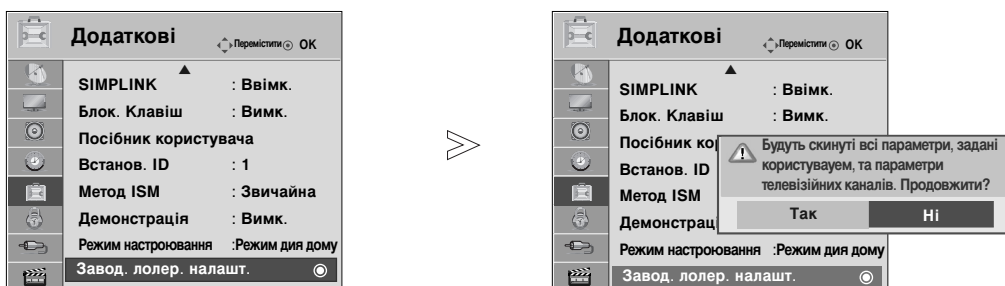 Додаткові
Перемістити OK
SIMPLINK : Ввімк.
Блок. Клавіш : Вимк.
Посібник користувача
Встанов. ID : 1
Метод ISM : Звичайна
Демонстрація : Вимк.
Режим настроювання :Режим дия дому
Завод. лолер. налашт.
Додаткові
Перемістити OK
SIMPLINK : Ввімк.
Блок. Клавіш : Вимк.
Посібник кор
Встанов. ID
Метод ISM
Демонстраці
Режим настроювання :Режим дия дому
Завод. лолер. налашт.
Будуть скинуті всі параметри, задані
користувауем, та параметри
телевізійних каналів. Продовжити?
Так Ні